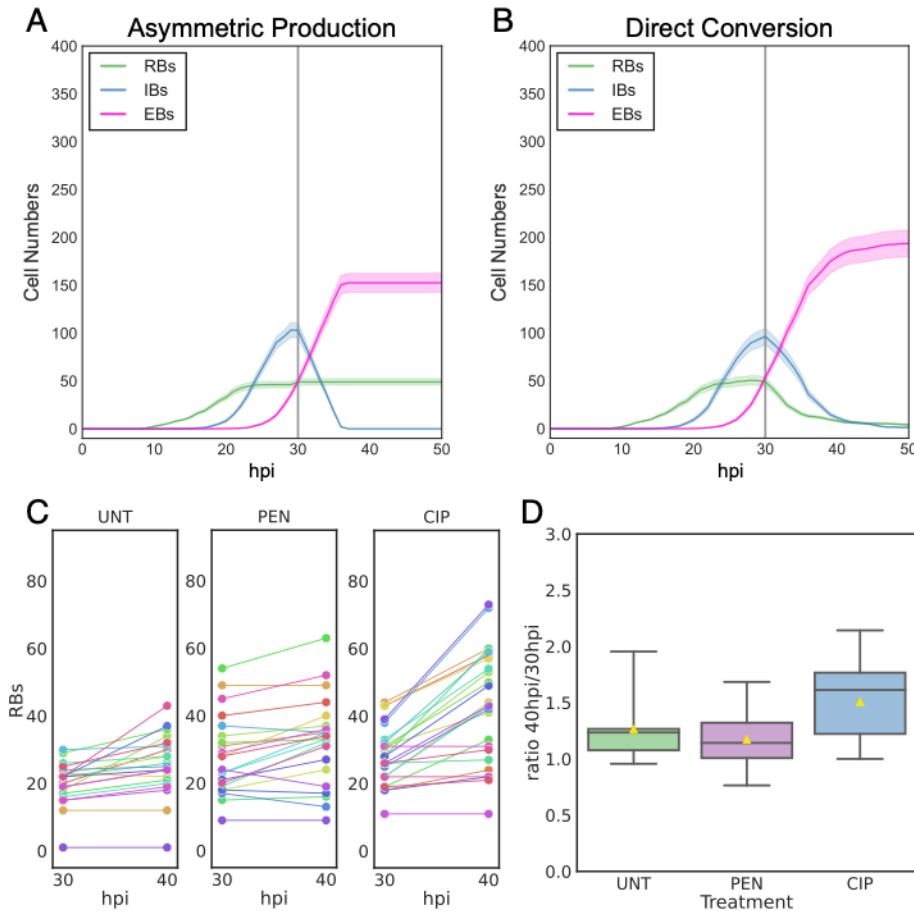 A
Asymmetric Production
400
350
300
250
200
150
100
50
0
Cell Numbers
RBs
IBs
EBs
0 10 20 30 40 50
hpi
B
Direct Conversion
400
350
300
250
200
150
100
50
0
Cell Numbers
RBs
IBs
EBs
0 10 20 30 40 50
hpi
C
UNT
80
60
40
20
0
RBs
30 40
hpi
PEN
80
60
40
20
0
30 40
hpi
CIP
80
60
40
20
0
30 40
hpi
D
3.0
2.5
2.0
1.5
1.0
0.5
0.0
ratio 40hpi/30hpi
UNT PEN CIP
Treatment